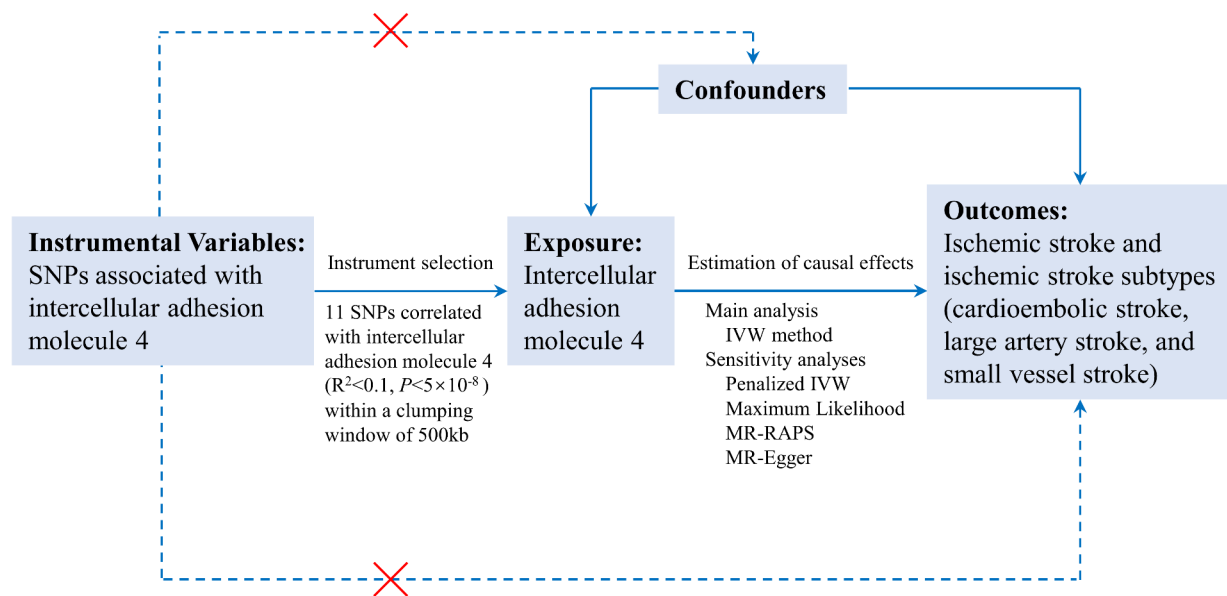 Confounders
Instrumental Variables:
SNPs associated with
intercellular adhesion
molecule 4
Instrument selection
11 SNPs correlated
with intercellular
adhesion molecule 4
(R²<0.1, P<5×10⁻⁸)
within a clumping
window of 500kb
Exposure:
Intercellular
adhesion
molecule 4
Estimation of causal effects
Main analysis
IVW method
Sensitivity analyses
Penalized IVW
Maximum Likelihood
MR-RAPS
MR-Egger
Outcomes:
Ischemic stroke and
ischemic stroke subtypes
(cardioembolic stroke,
large artery stroke, and
small vessel stroke)